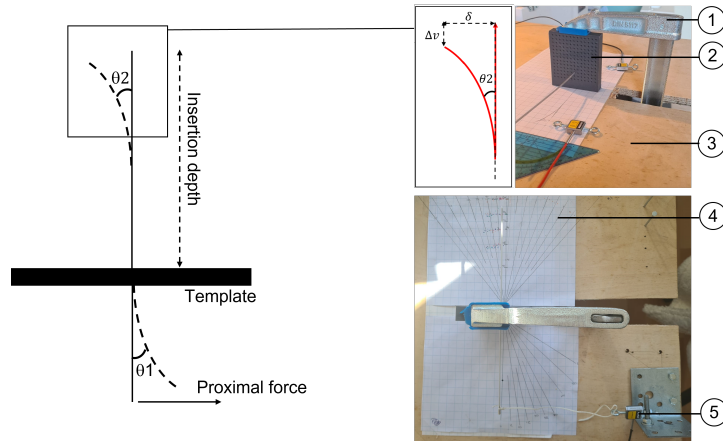 θ2
Insertion depth
Template
θ1
Proximal force
δ
Δv
θ2
1
2
3
4
5